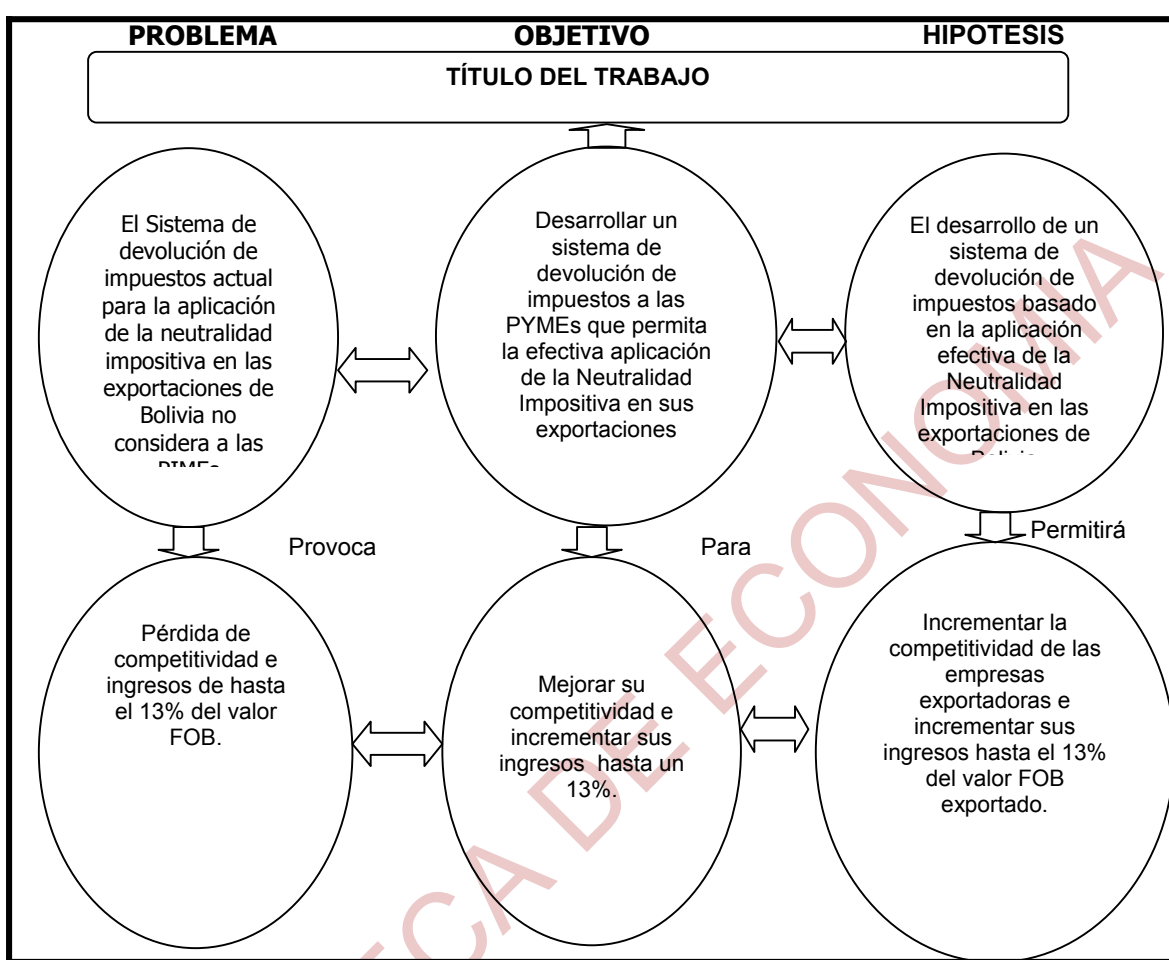 PROBLEMA
OBJETIVO
HIPOTESIS
TÍTULO DEL TRABAJO
El Sistema de
devolución de
impuestos actual
para la aplicación
de la neutralidad
impositiva en las
exportaciones de
Bolivia no
considera a las
PIMEs
Desarrollar un
sistema de
devolución de
impuestos a las
PYMEs que permita
la efectiva aplicación
de la Neutralidad
Impositiva en sus
exportaciones
El desarrollo de un
sistema de
devolución de
impuestos basado
en la aplicación
efectiva de la
Neutralidad
Impositiva en las
exportaciones de
Bolivia
Provoca
Para
Permitirá
Pérdida de
competitividad e
ingresos de hasta
el 13% del valor
FOB.
Mejorar su
competitividad e
incrementar sus
ingresos hasta un
13%.
Incrementar la
competitividad de las
empresas
exportadoras e
incrementar sus
ingresos hasta el 13%
del valor FOB
exportado.
CA DE ECONOMIA